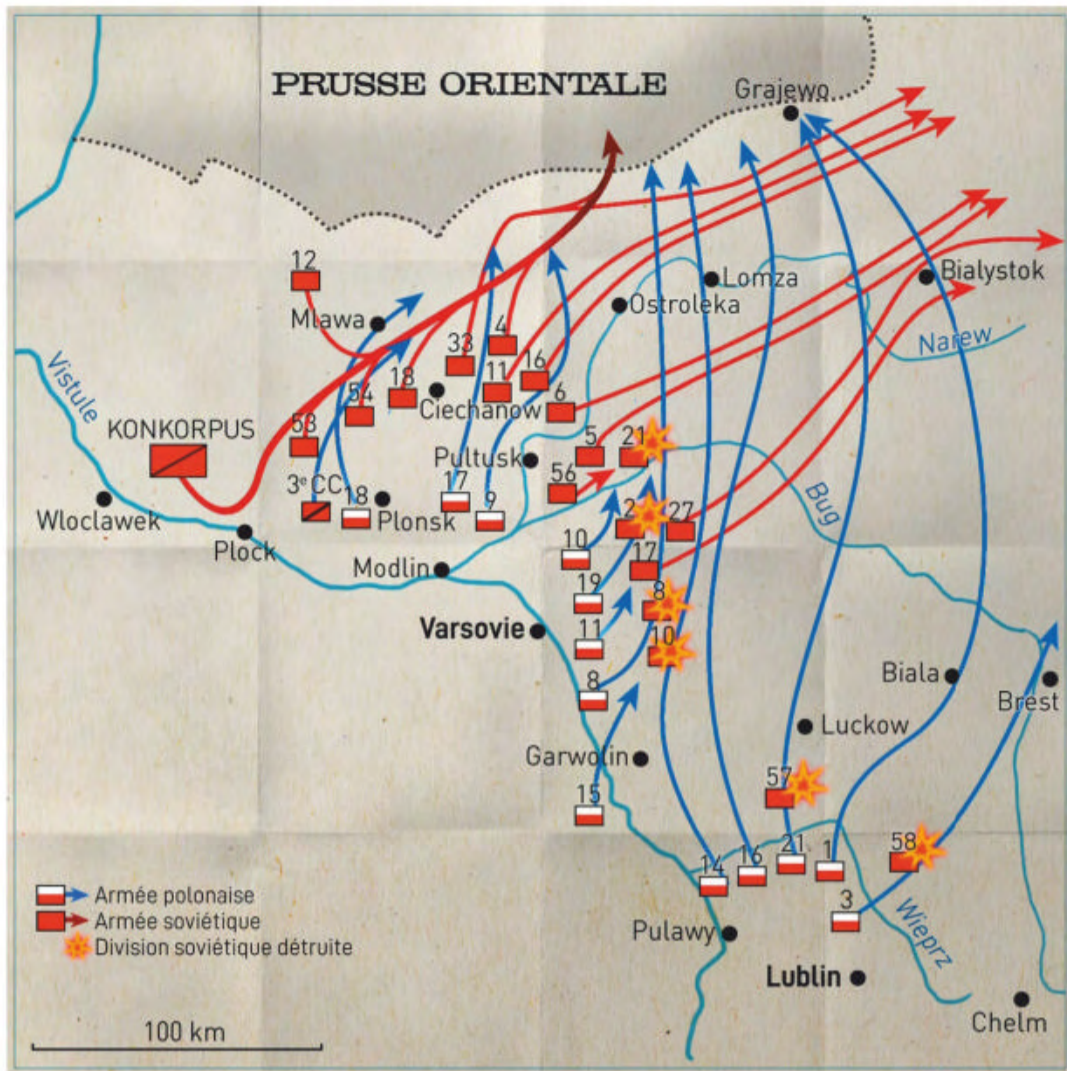 PRUSSE ORIENTALE
Grajewo
12
Mlawa
Lomza
Bialystok
Ostroleka
Narew
Vistule
33
4
18
11
16
54
Ciechanow
6
53
KONKORPUS
5
21
Pultusk
56
3e CC
18
Plonsk
17
9
Wloclawek
Plock
2
27
Bug
10
17
Modlin
19
8
Varsovie
11
10
8
Biala
Brest
Luckow
Garwolin
57
15
14
16
21
1
58
3
Pulawy
Wieprz
Lublin
Chelm
Armée polonaise
Armée soviétique
Division soviétique détruite
100 km